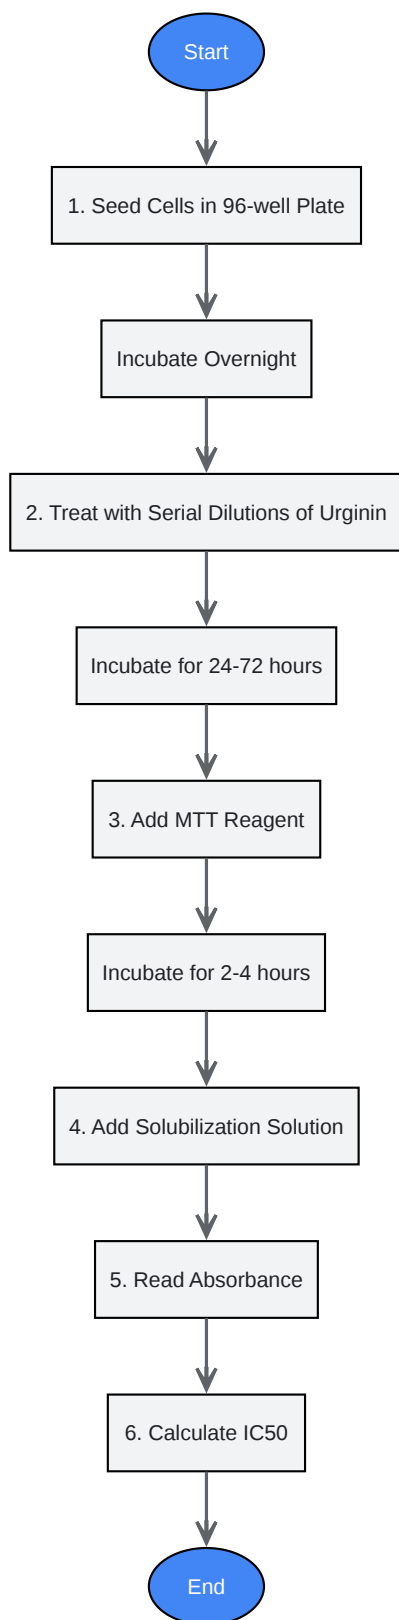 Start
1. Seed Cells in 96-well Plate
Incubate Overnight
2. Treat with Serial Dilutions of Urginin
Incubate for 24-72 hours
3. Add MTT Reagent
Incubate for 2-4 hours
4. Add Solubilization Solution
5. Read Absorbance
6. Calculate IC50
End